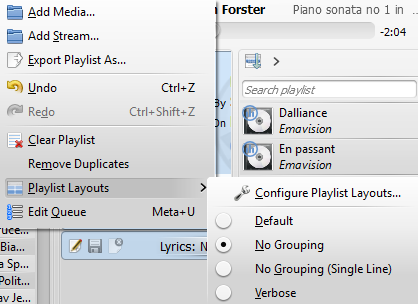 Add Media...
Add Stream...
Export Playlist As...
Undo Ctrl+Z
Redo Ctrl+Shift+Z
Clear Playlist
Remove Duplicates
Playlist Layouts
Edit Queue Meta+U
Forster Piano sonata no 1 in
-2:04
By
On
Search playlist
Dalliance
Emavision
En passant
Emavision
Configure Playlist Layouts...
Default
No Grouping
No Grouping (Single Line)
Verbose
ruce...
Bia...
a Sp...
Polit...
av Je...
Lyrics: N